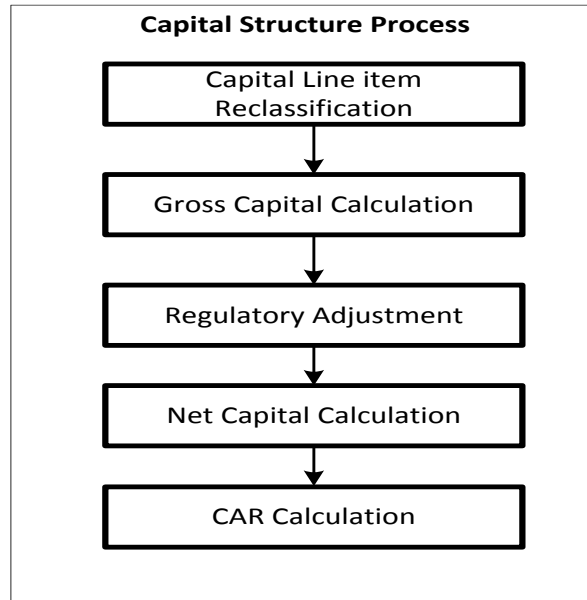 Capital Structure Process
Capital Line item
Reclassification
Gross Capital Calculation
Regulatory Adjustment
Net Capital Calculation
CAR Calculation